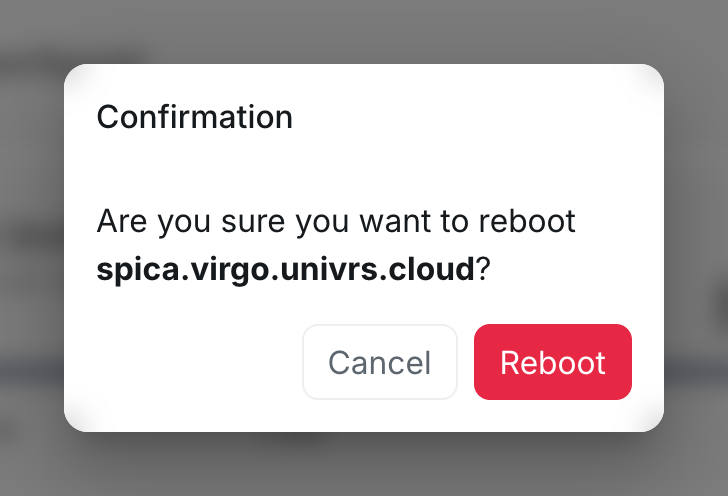 Confirmation
Are you sure you want to reboot
spica.virgo.univrs.cloud?
Cancel
Reboot